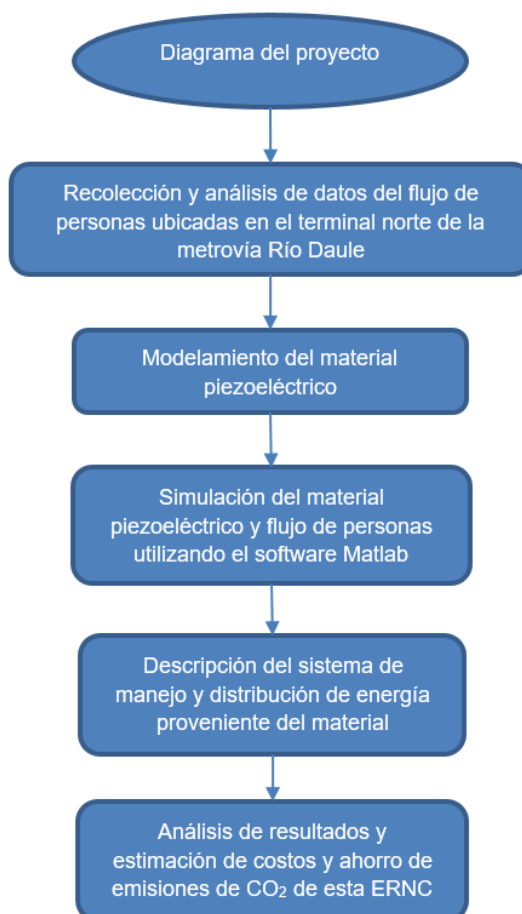 Diagrama del proyecto
Recolección y análisis de datos del flujo de
personas ubicadas en el terminal norte de la
metrovía Río Daule
Modelamiento del material
piezoeléctrico
Simulación del material
piezoeléctrico y flujo de personas
utilizando el software Matlab
Descripción del sistema de
manejo y distribución de energía
proveniente del material
Análisis de resultados y
estimación de costos y ahorro de
emisiones de CO₂ de esta ERNC